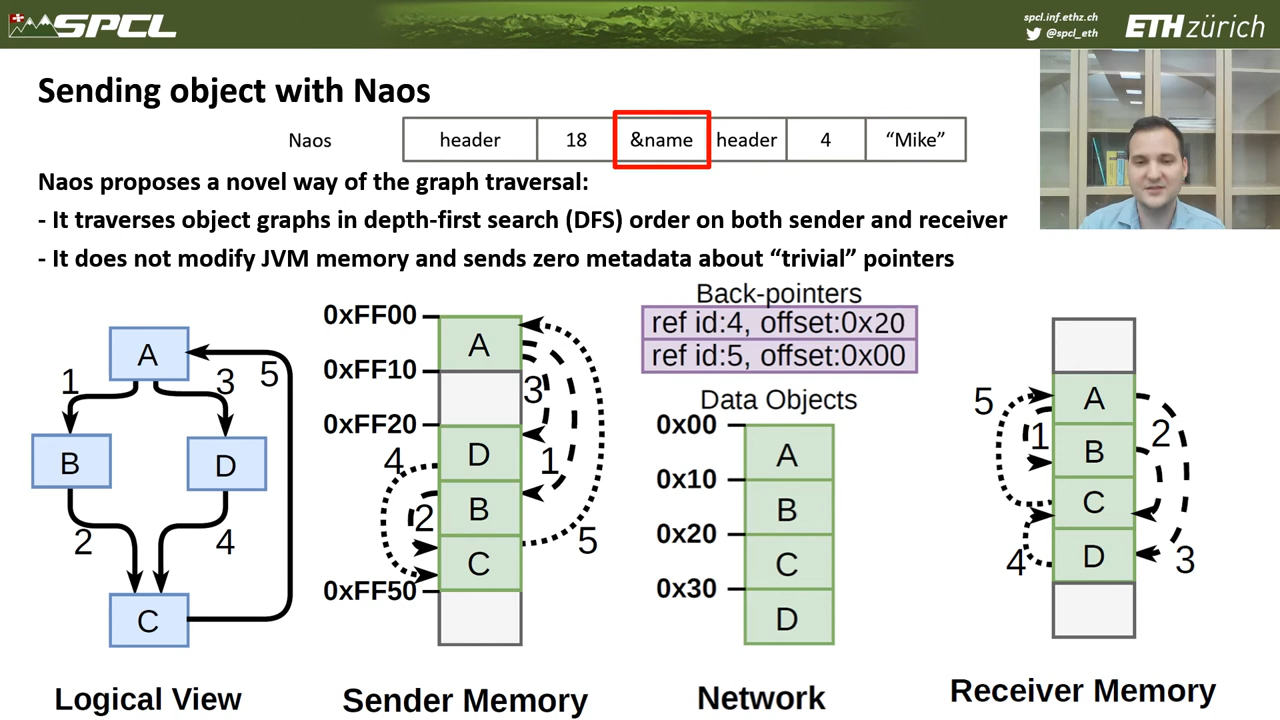 SPCL
spcl.inf.ethz.ch
@spcl_eth
ETH zürich
Sending object with Naos
Naos
header 18 &name header 4 “Mike”
Naos proposes a novel way of the graph traversal:
- It traverses object graphs in depth-first search (DFS) order on both sender and receiver
- It does not modify JVM memory and sends zero metadata about “trivial” pointers
A
1
3
5
B
D
2
4
C
Logical View
0xFF00
0xFF10
0xFF20
0xFF50
A
3
D
4
1
B
2
C
5
Sender Memory
Back-pointers
ref id:4, offset:0x20
ref id:5, offset:0x00
Data Objects
0x00
A
0x10
B
0x20
C
0x30
D
Network
5
A
1
2
B
C
4
D
3
Receiver Memory